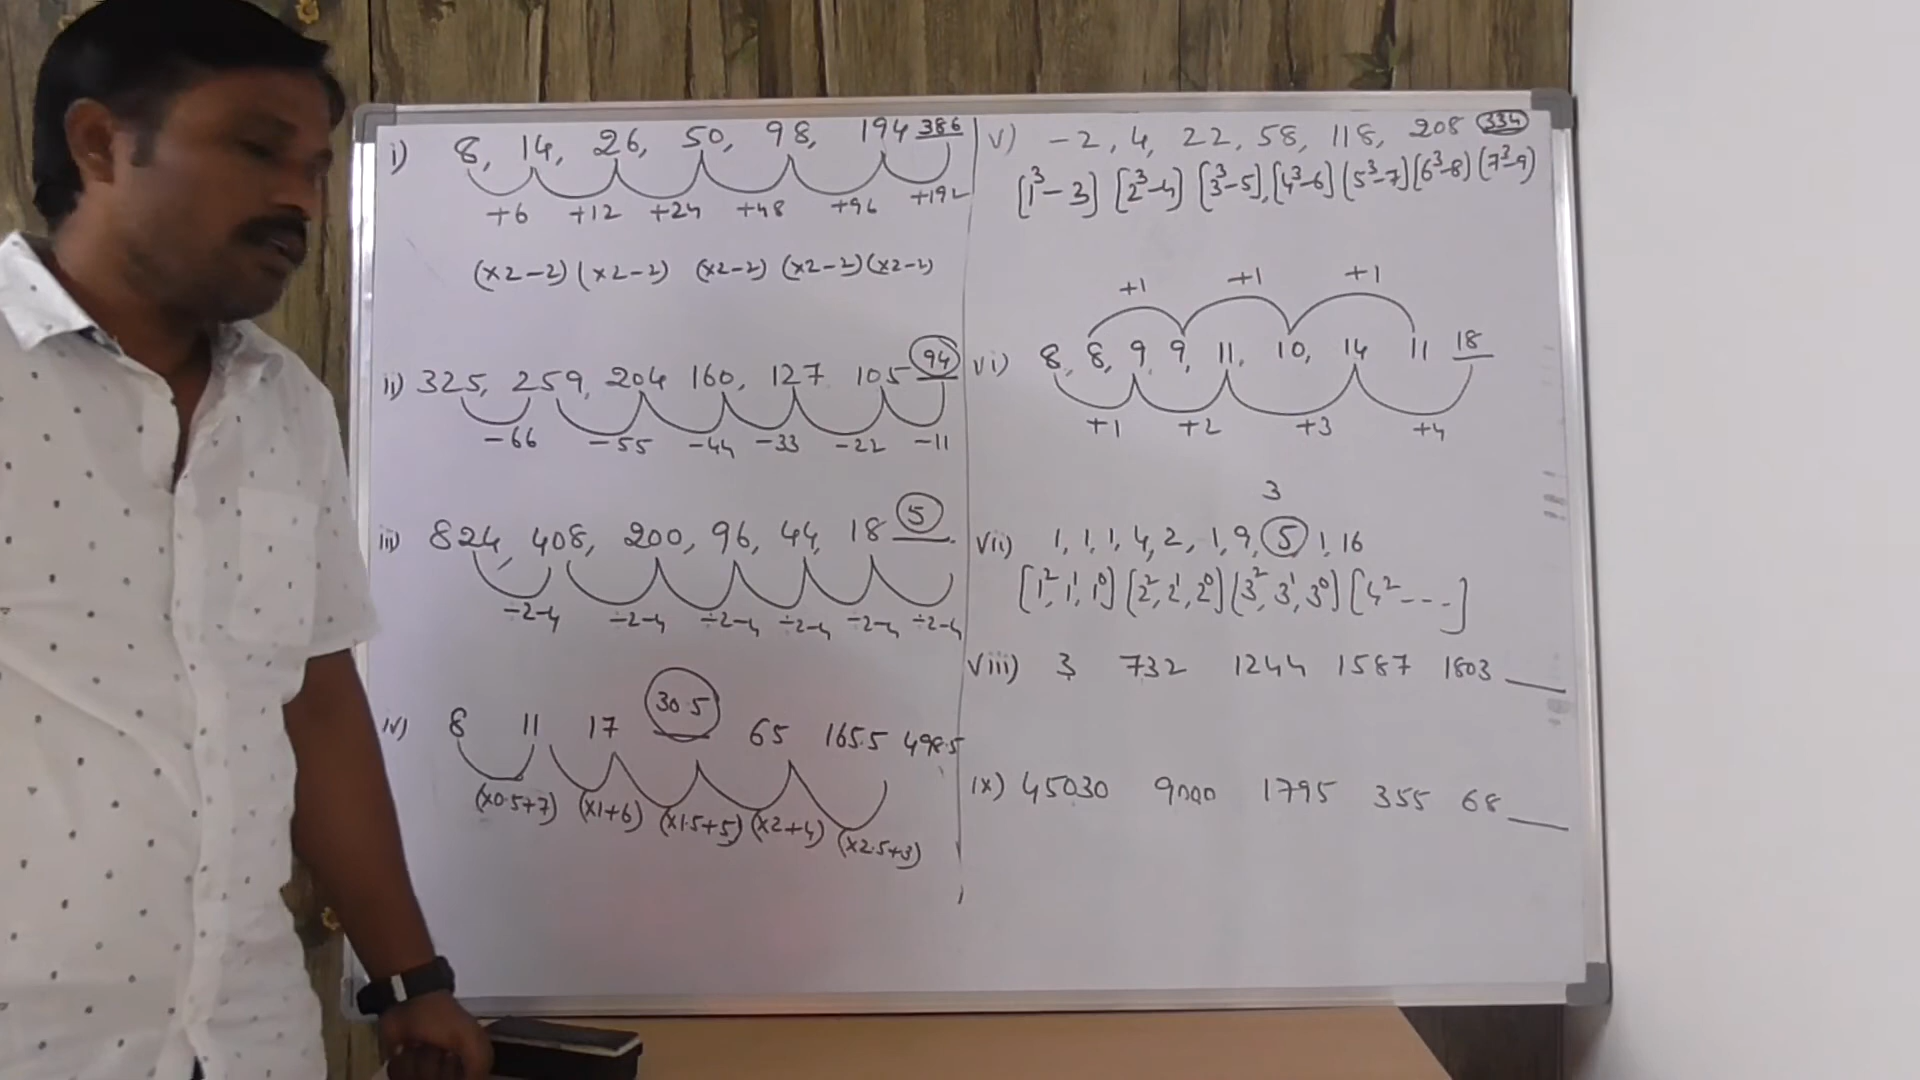 i) 8, 14, 26, 50, 98, 194 386
+6 +12 +24 +48 +96 +192
(×2-2) (×2-2) (×2-2) (×2-2) (×2-2)
ii) 325, 259, 204 160, 127 105 94
-66 -55 -44 -33 -22 -11
iii) 824, 408, 200, 96, 44, 18 5
÷2-4 ÷2-4 ÷2-4 ÷2-4 ÷2-4 ÷2-4
iv) 8 11 17 30.5 65 165.5 498.5
(×0.5+7) (×1+6) (×1.5+5) (×2+4) (×2.5+3)
v) -2, 4, 22, 58, 118, 208 334
[1³-3] [2³-4] [3³-5], [4³-6] (5³-7] [6³-8) (7³-9)
+1 +1 +1
vi) 8, 8, 9, 9, 11, 10, 14 11 18
+1 +2 +3 +4
3
vii) 1, 1, 1, 4, 2, 1, 9, 5 1, 16
[1², 1¹, 1⁰] [2², 2¹, 2⁰] (3², 3¹, 3⁰] [4² ---]
viii) 3 732 1244 1587 1803 ___
ix) 45030 9000 1795 355 68 ___